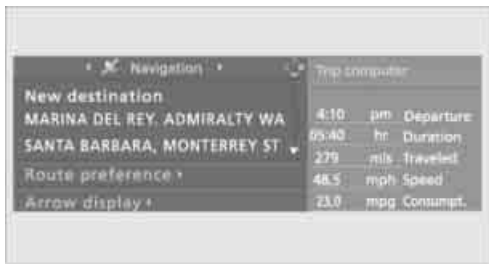 Navigation
New destination
MARINA DEL REY, ADMIRALTY WA
SANTA BARBARA, MONTERREY ST
Route preference
Arrow display
Trip computer
4:10 pm Departure
05:40 hr Duration
279 mls Traveled
48.5 mph Speed
23.0 mpg Consumpt.